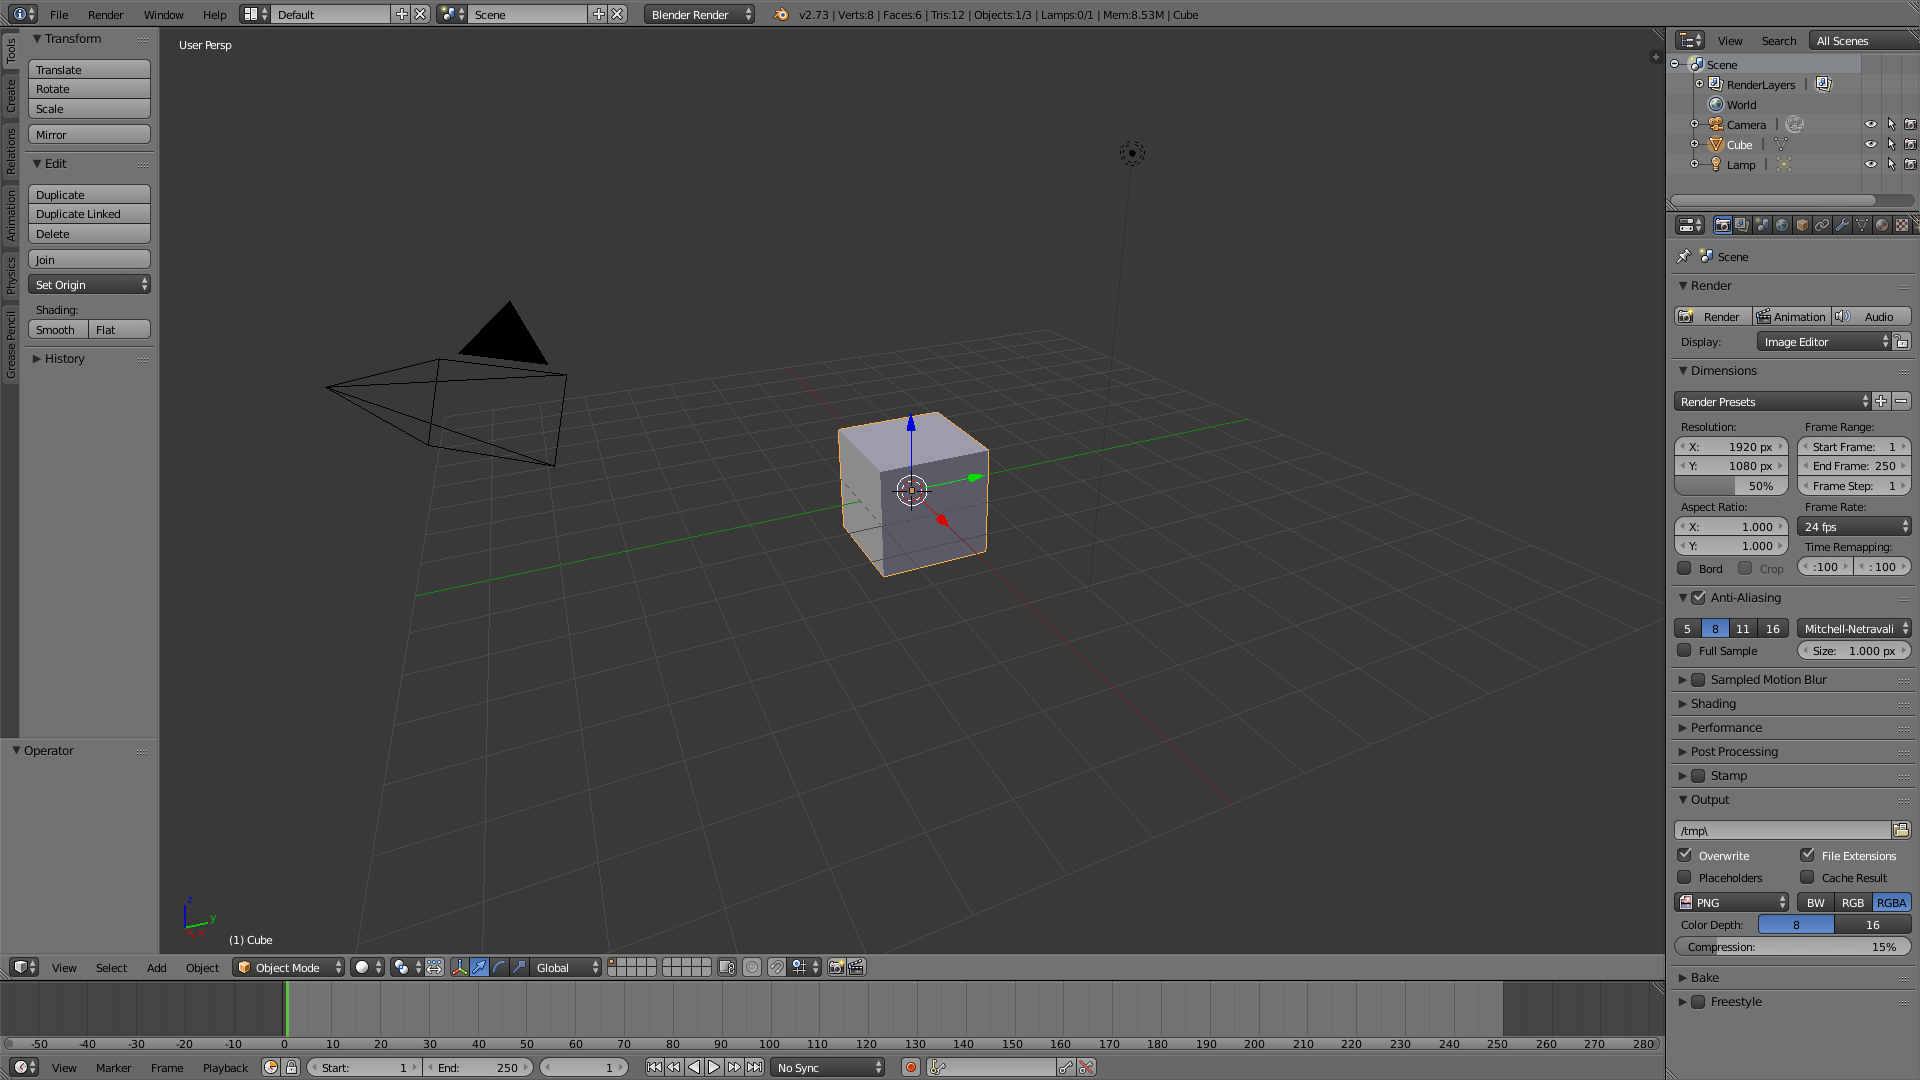 File Render Window Help Default Scene Blender Render v2.73 | Verts:8 | Faces:6 | Tris:12 | Objects:1/3 | Lamps:0/1 | Mem:8.53M | Cube
Tools
Create
Relations
Animation
Physics
Grease Pencil
Transform
Translate
Rotate
Scale
Mirror
Edit
Duplicate
Duplicate Linked
Delete
Join
Set Origin
Shading:
Smooth Flat
History
Operator
User Persp
z
y
x
(1) Cube
View Select Add Object Object Mode Global
-50 -40 -30 -20 -10 0 10 20 30 40 50 60 70 80 90 100 110 120 130 140 150 160 170 180 190 200 210 220 230 240 250 260 270 280
View Marker Frame Playback Start: 1 End: 250 1 No Sync
View Search All Scenes
Scene
RenderLayers |
World
Camera |
Cube |
Lamp |
Scene
Render
Render Animation Audio
Display: Image Editor
Dimensions
Render Presets
Resolution: Frame Range:
X: 1920 px Start Frame: 1
Y: 1080 px End Frame: 250
50% Frame Step: 1
Aspect Ratio: Frame Rate:
X: 1.000 24 fps
Y: 1.000 Time Remapping:
Bord Crop :100 : 100
Anti-Aliasing
5 8 11 16 Mitchell-Netravali
Full Sample Size: 1.000 px
Sampled Motion Blur
Shading
Performance
Post Processing
Stamp
Output
/tmp\
Overwrite File Extensions
Placeholders Cache Result
PNG BW RGB RGBA
Color Depth: 8 16
Compression: 15%
Bake
Freestyle